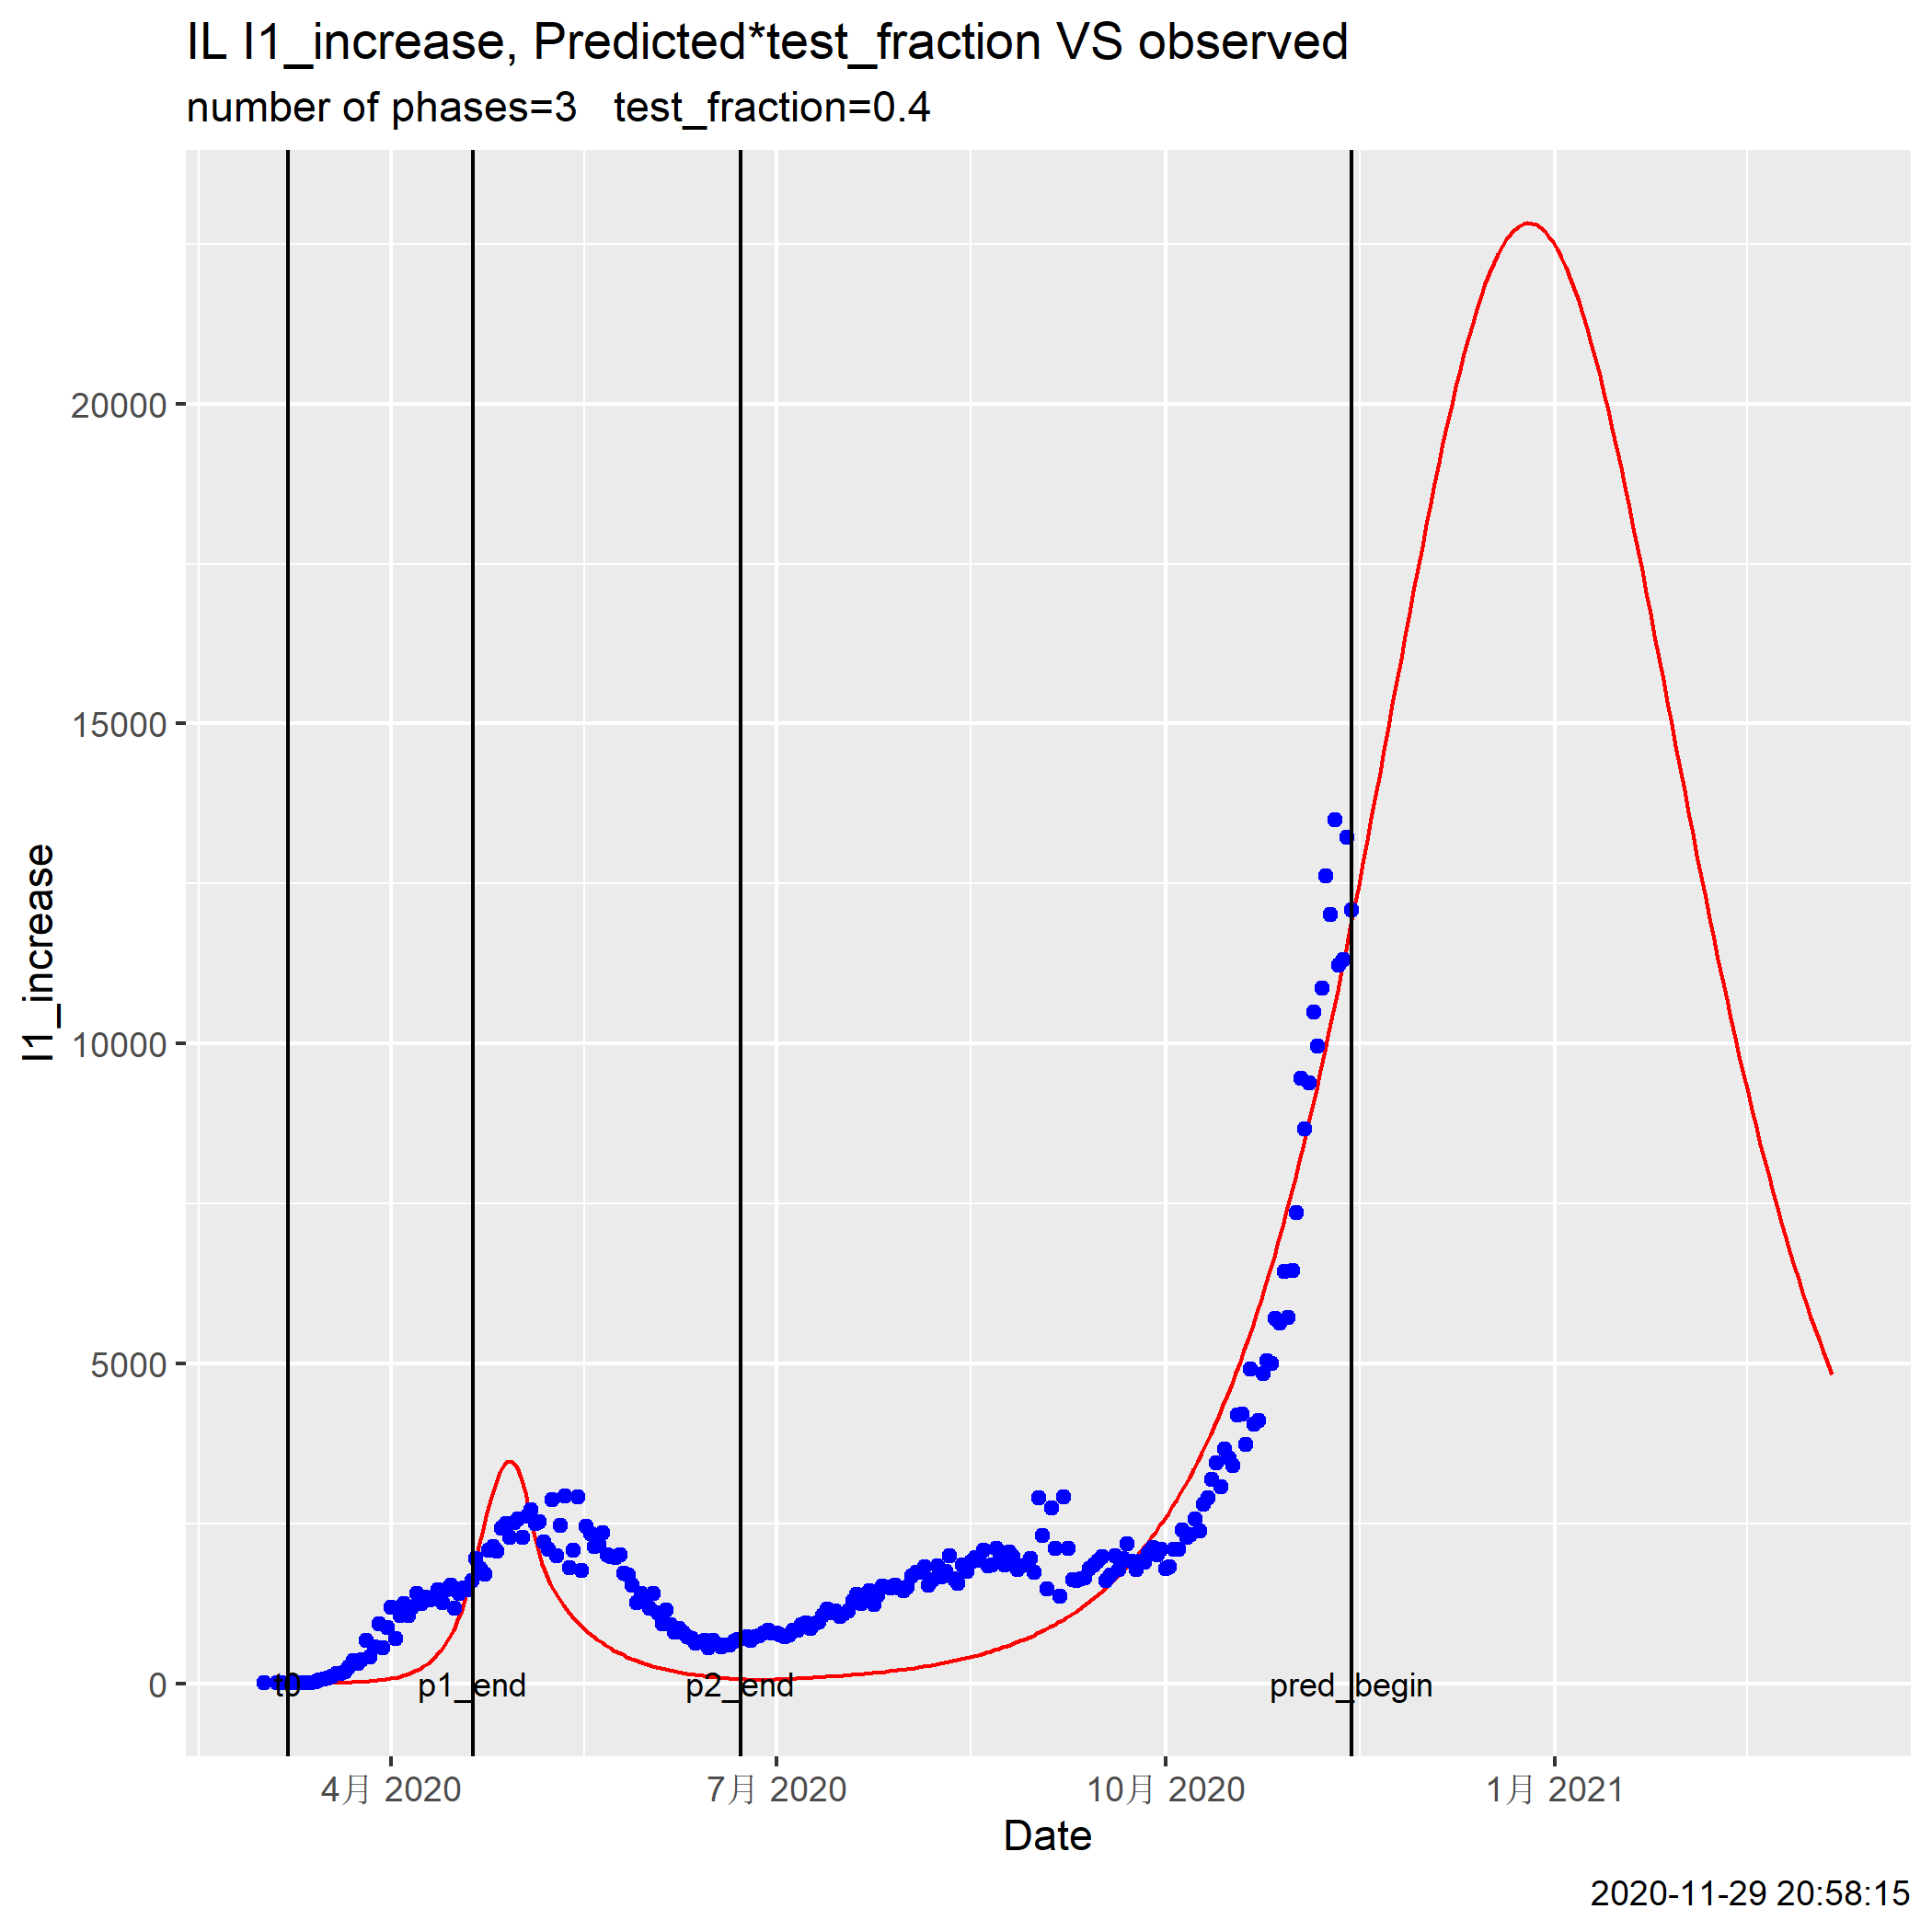 IL I1_increase, Predicted*test_fraction VS observed
number of phases=3   test_fraction=0.4
I1_increase
20000
15000
10000
5000
0
t0
p1_end
p2_end
pred_begin
4月 2020
7月 2020
10月 2020
1月 2021
Date
2020-11-29 20:58:15